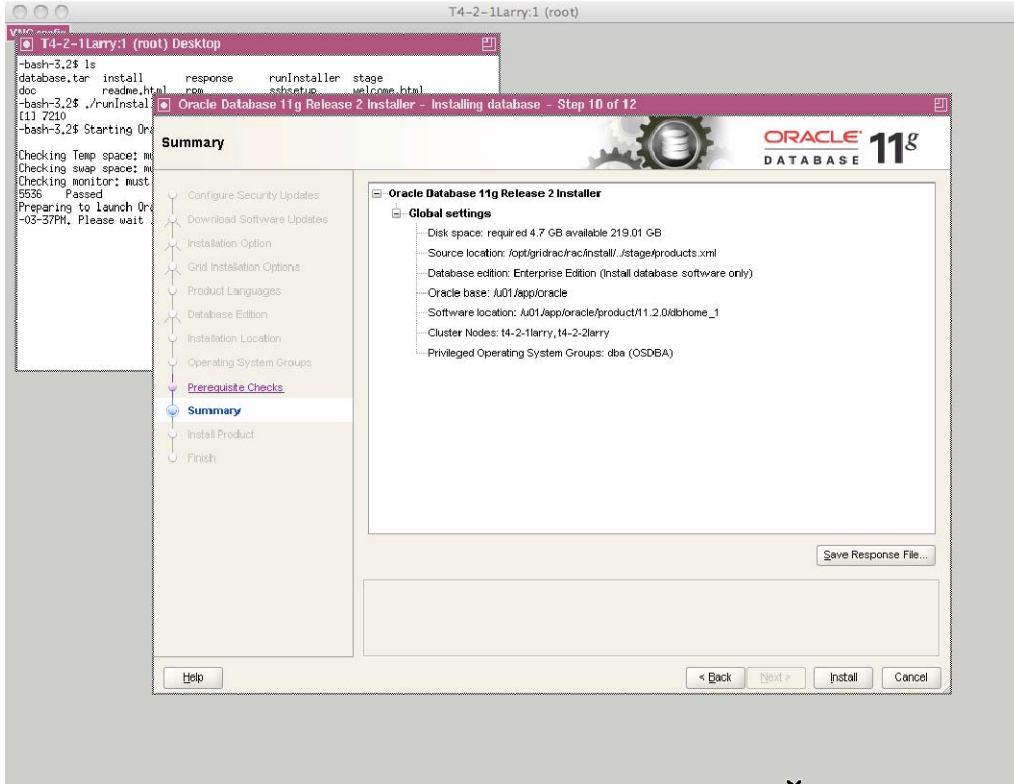 T4-2-1Larry:1 (root)
VNC config
T4-2-1Larry:1 (root) Desktop
-bash-3.2$ ls
database.tar install response runInstaller stage
doc readme.html rpm sshsetup welcome.html
-bash-3.2$ ./runInstal
[1] 7210
-bash-3.2$ Starting Ora
Checking Temp space: mu
Checking swap space: mu
Checking monitor: must
5536 Passed
Preparing to launch Ora
-03-37PM. Please wait
Oracle Database 11g Release 2 Installer - Installing database - Step 10 of 12
Summary
ORACLE
DATABASE 11g
Configure Security Updates
Download Software Updates
Installation Option
Grid Installation Options
Product Languages
Database Edition
Installation Location
Operating System Groups
Prerequisite Checks
Summary
Install Product
Finish
Oracle Database 11g Release 2 Installer
Global settings
Disk space: required 4.7 GB available 219.01 GB
Source location: /opt/gridrac/rac/install/../stage/products.xml
Database edition: Enterprise Edition (Install database software only)
Oracle base: /u01/app/oracle
Software location: /u01/app/oracle/product/11.2.0/dbhome_1
Cluster Nodes: t4-2-1larry, t4-2-2larry
Privileged Operating System Groups: dba (OSDBA)
Save Response File...
Help
< Back
Next >
Install
Cancel